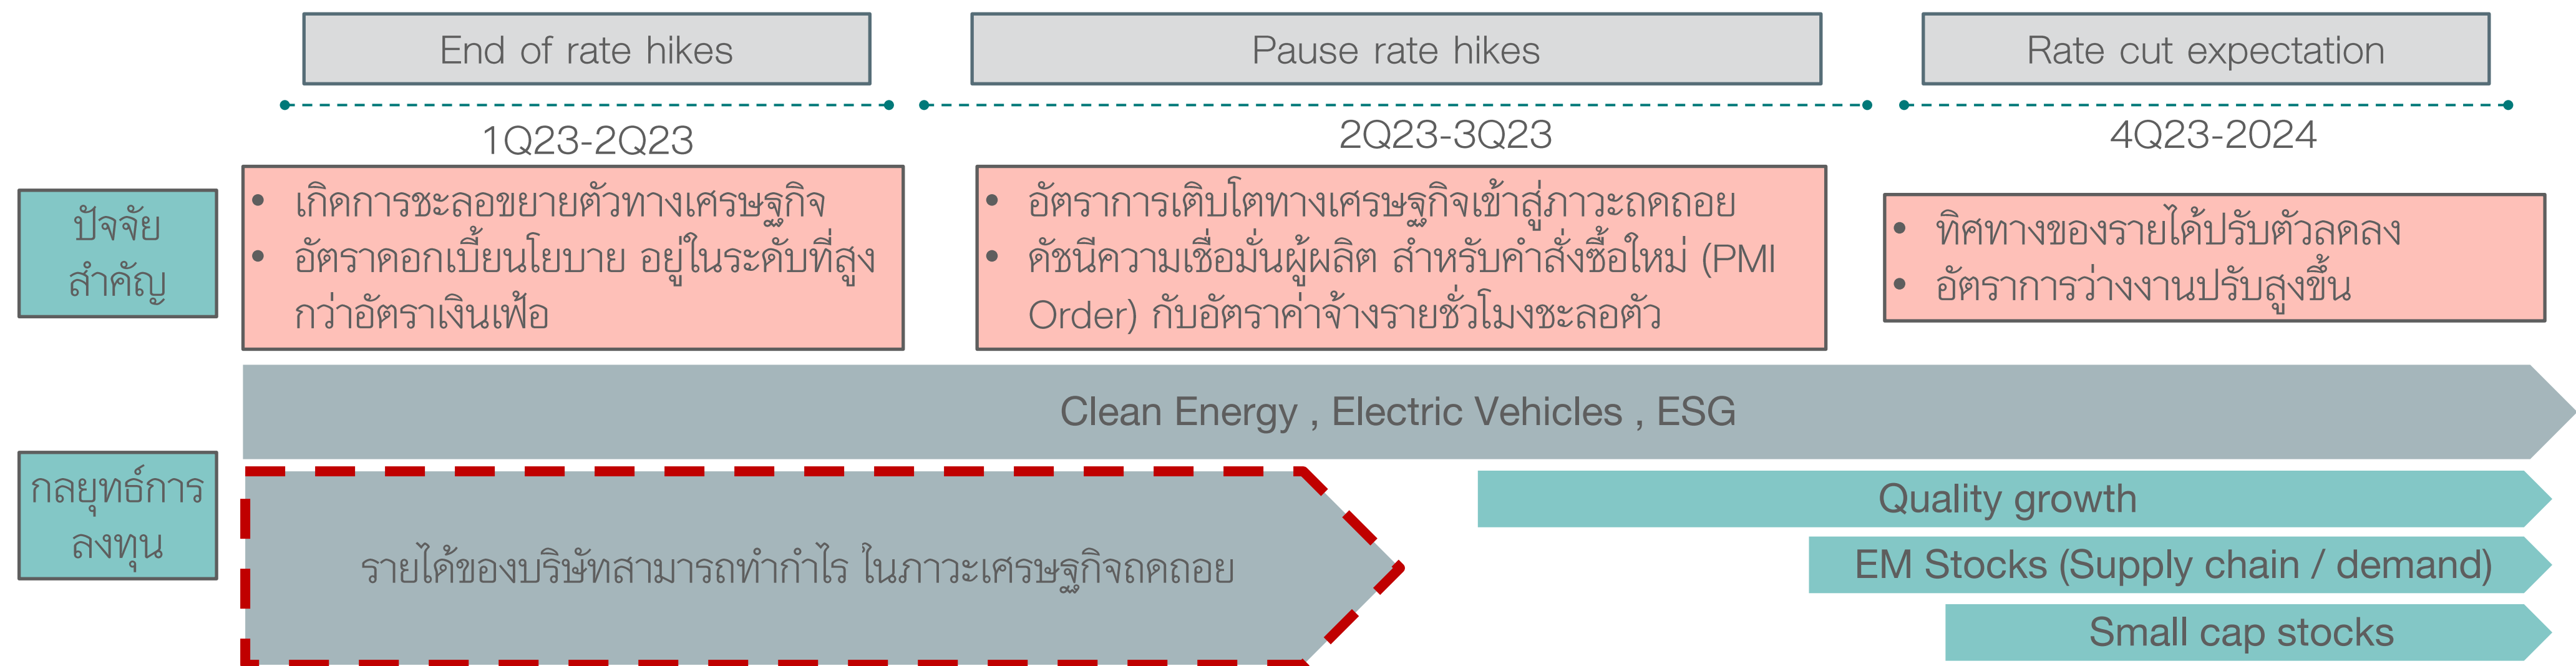 End of rate hikes
Pause rate hikes
Rate cut expectation
1Q23-2Q23
2Q23-3Q23
4Q23-2024
ปัจจัย
สำคัญ
• เกิดการชะลอขยายตัวทางเศรษฐกิจ
• อัตราดอกเบี้ยนโยบาย อยู่ในระดับที่สูง
กว่าอัตราเงินเฟ้อ
• อัตราการเติบโตทางเศรษฐกิจเข้าสู่ภาวะถดถอย
• ดัชนีความเชื่อมั่นผู้ผลิต สำหรับคำสั่งซื้อใหม่ (PMI
Order) กับอัตราค่าจ้างรายชั่วโมงชะลอตัว
• ทิศทางของรายได้ปรับตัวลดลง
• อัตราการว่างงานปรับสูงขึ้น
Clean Energy , Electric Vehicles , ESG
กลยุทธ์การ
ลงทุน
รายได้ของบริษัทสามารถทำกำไร ในภาวะเศรษฐกิจถดถอย
Quality growth
EM Stocks (Supply chain / demand)
Small cap stocks